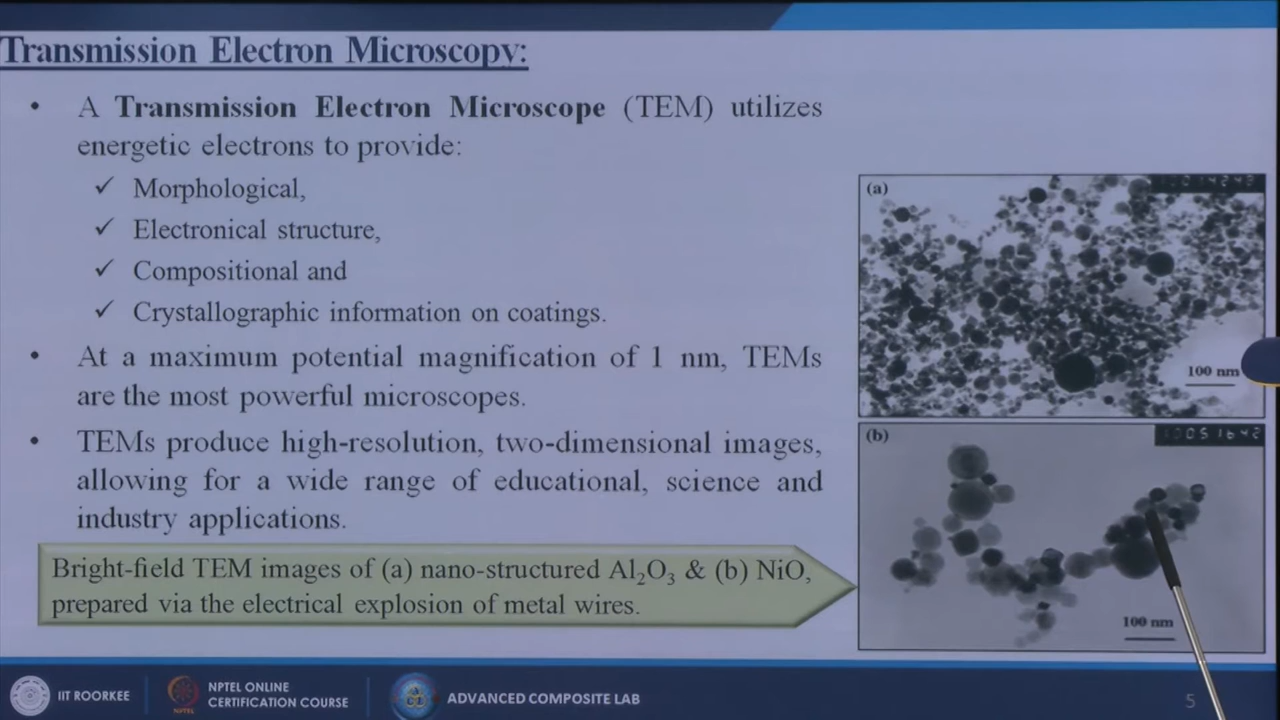 Transmission Electron Microscopy:
• A Transmission Electron Microscope (TEM) utilizes
energetic electrons to provide:
✓ Morphological,
✓ Electronical structure,
✓ Compositional and
✓ Crystallographic information on coatings.
• At a maximum potential magnification of 1 nm, TEMs
are the most powerful microscopes.
• TEMs produce high-resolution, two-dimensional images,
allowing for a wide range of educational, science and
industry applications.
Bright-field TEM images of (a) nano-structured Al₂O₃ & (b) NiO,
prepared via the electrical explosion of metal wires.
(a)
100 nm
(b)
100 nm
IIT ROORKEE
NPTEL ONLINE
CERTIFICATION COURSE
ADVANCED COMPOSITE LAB
5